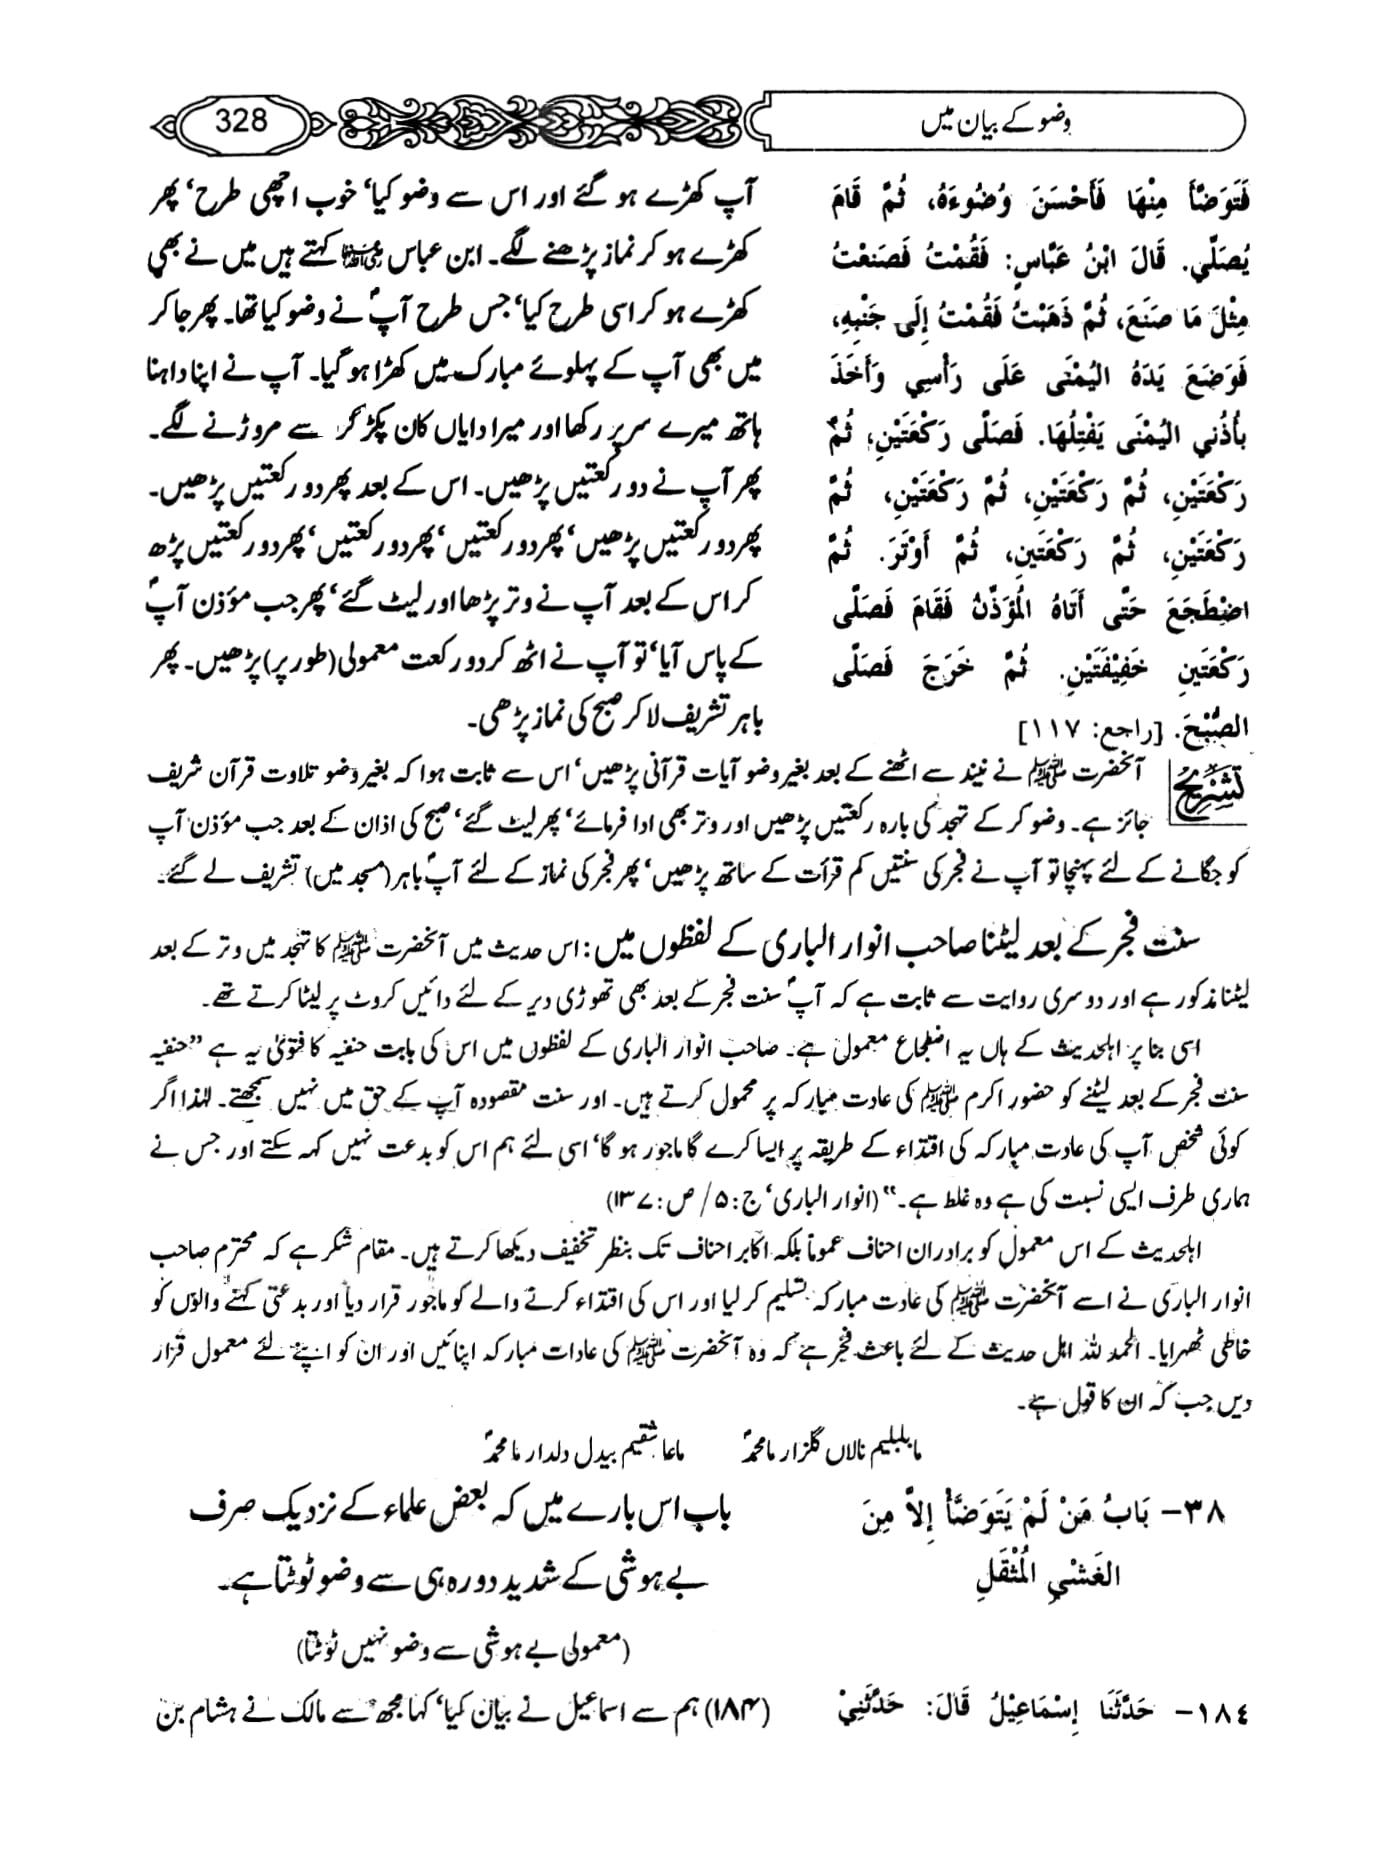 وضو کے بیان میں
328
فَتَوَضَّأَ مِنْهَا فَأَحْسَنَ وُضُوءَهُ، ثُمَّ قَامَ
يُصَلِّي. قَالَ ابْنُ عَبَّاسٍ: فَقُمْتُ فَصَنَعْتُ
مِثْلَ مَا صَنَعَ، ثُمَّ ذَهَبْتُ فَقُمْتُ إِلَى جَنْبِهِ،
فَوَضَعَ يَدَهُ اليُمْنَى عَلَى رَأْسِي وَأَخَذَ
بِأُذُنِي اليُمْنَى يَفْتِلُهَا. فَصَلَّى رَكْعَتَيْنِ، ثُمَّ
رَكْعَتَيْنِ، ثُمَّ رَكْعَتَيْنِ، ثُمَّ رَكْعَتَيْنِ، ثُمَّ
رَكْعَتَيْنِ، ثُمَّ رَكْعَتَينِ، ثُمَّ أَوْتَرَ. ثُمَّ
اضْطَجَعَ حَتَّى أَتَاهُ الْمُؤَذِّنُ فَقَامَ فَصَلَّى
رَكْعَتَينِ خَفِيْفَتَيْنِ. ثُمَّ خَرَجَ فَصَلَّى
الصُّبْحَ. [راجع: ١١٧]
آپ کھڑے ہو گئے اور اس سے وضو کیا‘ خوب اچھی طرح‘ پھر
کھڑے ہو کر نماز پڑھنے لگے۔ ابن عباس رضی اللہ عنہما کہتے ہیں میں نے بھی
کھڑے ہو کر اسی طرح کیا‘ جس طرح آپؐ نے وضو کیا تھا۔ پھر جا کر
میں بھی آپ کے پہلوئے مبارک میں کھڑا ہو گیا۔ آپ نے اپنا داہنا
ہاتھ میرے سر پر رکھا اور میرا دایاں کان پکڑ کر اسے مروڑنے لگے۔
پھر آپ نے دو رکعتیں پڑھیں۔ اس کے بعد پھر دو رکعتیں پڑھیں۔
پھر دو رکعتیں پڑھیں‘ پھر دو رکعتیں‘ پھر دو رکعتیں‘ پھر دو رکعتیں پڑھ
کر اس کے بعد آپ نے وتر پڑھا اور لیٹ گئے‘ پھر جب مؤذن آپؐ
کے پاس آیا‘ تو آپ نے اٹھ کر دو رکعت معمولی (طور پر) پڑھیں۔ پھر
باہر تشریف لا کر صبح کی نماز پڑھی۔
تشریح آنحضرت ﷺ نے نیند سے اٹھنے کے بعد بغیر وضو آیات قرآنی پڑھیں‘ اس سے ثابت ہوا کہ بغیر وضو تلاوت قرآن شریف
جائز ہے۔ وضو کر کے تہجد کی بارہ رکعتیں پڑھیں اور وتر بھی ادا فرمائے‘ پھر لیٹ گئے‘ صبح کی اذان کے بعد جب مؤذن آپ
کو جگانے کے لئے پہنچا تو آپ نے فجر کی سنتیں کم قرأت کے ساتھ پڑھیں‘ پھر فجر کی نماز کے لئے آپؐ باہر (مسجد میں) تشریف لے گئے۔
سنت فجر کے بعد لیٹنا صاحب انوار الباری کے لفظوں میں: اس حدیث میں آنحضرت ﷺ کا تہجد میں وتر کے بعد
لیٹنا مذکور ہے اور دوسری روایت سے ثابت ہے کہ آپؐ سنت فجر کے بعد بھی تھوڑی دیر کے لئے دائیں کروٹ پر لیٹا کرتے تھے۔
اسی بنا پر اہلحدیث کے ہاں یہ اضطجاع معمول ہے۔ صاحب انوار الباری کے لفظوں میں اس کی بابت حنفیہ کا فتویٰ یہ ہے ”حنفیہ
سنت فجر کے بعد لیٹنے کو حضور اکرم ﷺ کی عادت مبارکہ پر محمول کرتے ہیں۔ اور سنت مقصودہ آپ کے حق میں نہیں سمجھتے۔ لہٰذا اگر
کوئی شخص آپ کی عادت مبارکہ کی اقتداء کے طریقہ پر ایسا کرے گا ماجور ہو گا‘ اسی لئے ہم اس کو بدعت نہیں کہہ سکتے اور جس نے
ہماری طرف ایسی نسبت کی ہے وہ غلط ہے۔“ (انوار الباری‘ ج: ۵/ ص: ۱۳۷)
اہلحدیث کے اس معمول کو برادران احناف عموماً بلکہ اکابر احناف تک بنظر تخفیف دیکھا کرتے ہیں۔ مقام شکر ہے کہ محترم صاحب
انوار الباری نے اسے آنحضرت ﷺ کی عادت مبارکہ تسلیم کر لیا اور اس کی اقتداء کرنے والے کو ماجور قرار دیا اور بدعتی کہنے والوں کو
خاطی ٹھہرایا۔ الحمد للہ اہل حدیث کے لئے باعث فخر ہے کہ وہ آنحضرت ﷺ کی عادات مبارکہ اپنائیں اور ان کو اپنے لئے معمول قرار
دیں جب کہ ان کا قول ہے۔
ما بلبلیم نالاں گلزار ما محمدؐ ما عاشقیم بیدل دلدار ما محمدؐ
٣٨- بَابُ مَنْ لَمْ يَتَوَضَّأْ إِلاَّ مِنَ
الغَشْيِ الْمُثْقَلِ
باب اس بارے میں کہ بعض علماء کے نزدیک صرف
بے ہوشی کے شدید دورہ ہی سے وضو ٹوٹتا ہے۔
(معمولی بے ہوشی سے وضو نہیں ٹوٹتا)
١٨٤- حَدَّثَنَا إِسْمَاعِيْلُ قَالَ: حَدَّثَنِيْ
(۱۸۴) ہم سے اسماعیل نے بیان کیا‘ کہا مجھ سے مالک نے ہشام بن